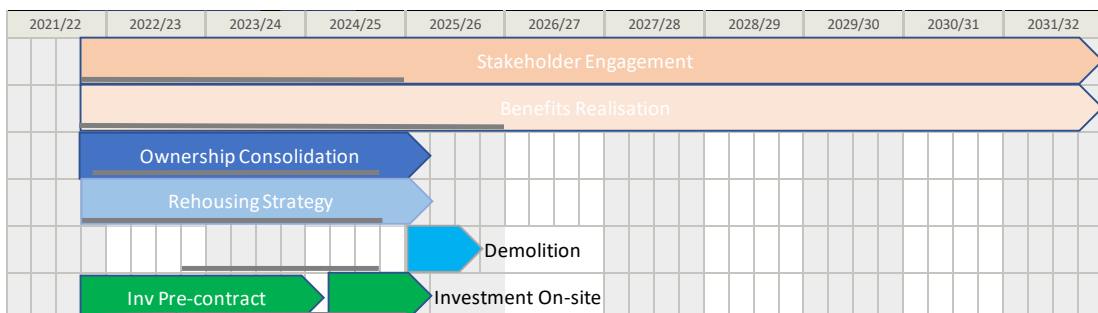 2021/22 2022/23 2023/24 2024/25 2025/26 2026/27 2027/28 2028/29 2029/30 2030/31 2031/32
Stakeholder Engagement
Benefits Realisation
Ownership Consolidation
Rehousing Strategy
Demolition
Inv Pre-contract Investment On-site